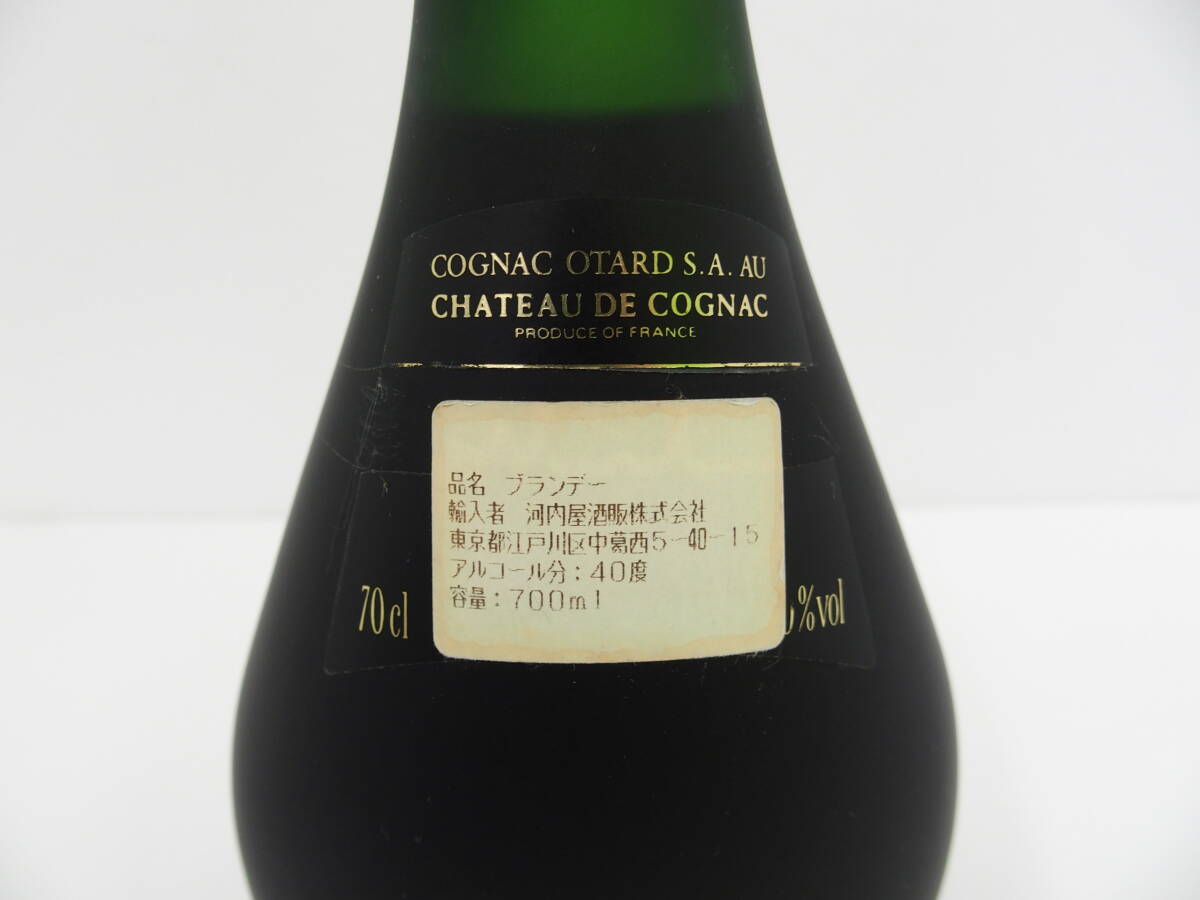 COGNAC OTARD S.A. AU
CHATEAU DE COGNAC
PRODUCE OF FRANCE
品名 ブランデー
輸入者 河内屋酒販株式会社
東京都江戸川区中葛西5-40-15
アルコール分:40度
容量:700ml
70cl
%vol